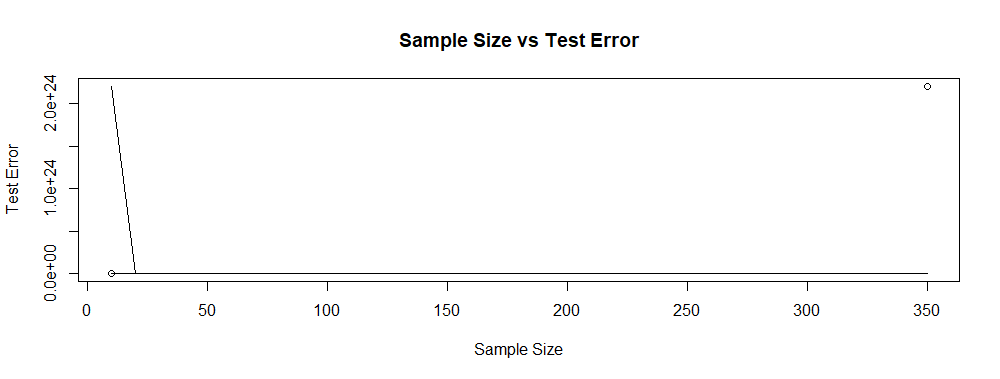 Sample Size vs Test Error
Test Error
2.0e+24
1.0e+24
0.0e+00
0 50 100 150 200 250 300 350
Sample Size